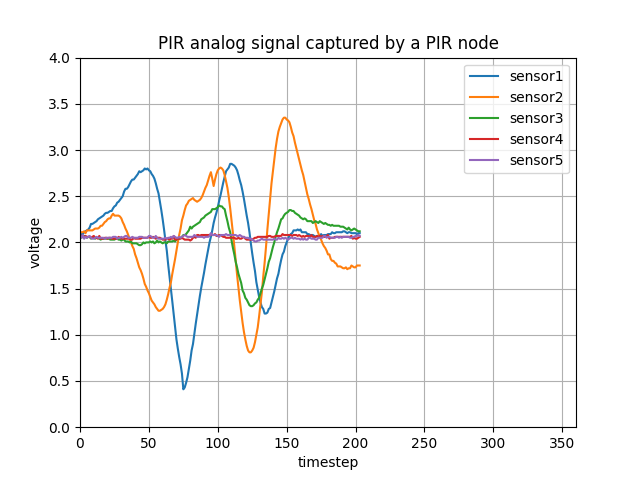 PIR analog signal captured by a PIR node
4.0
3.5
3.0
2.5
2.0
1.5
1.0
0.5
0.0
voltage
sensor1
sensor2
sensor3
sensor4
sensor5
0 50 100 150 200 250 300 350
timestep